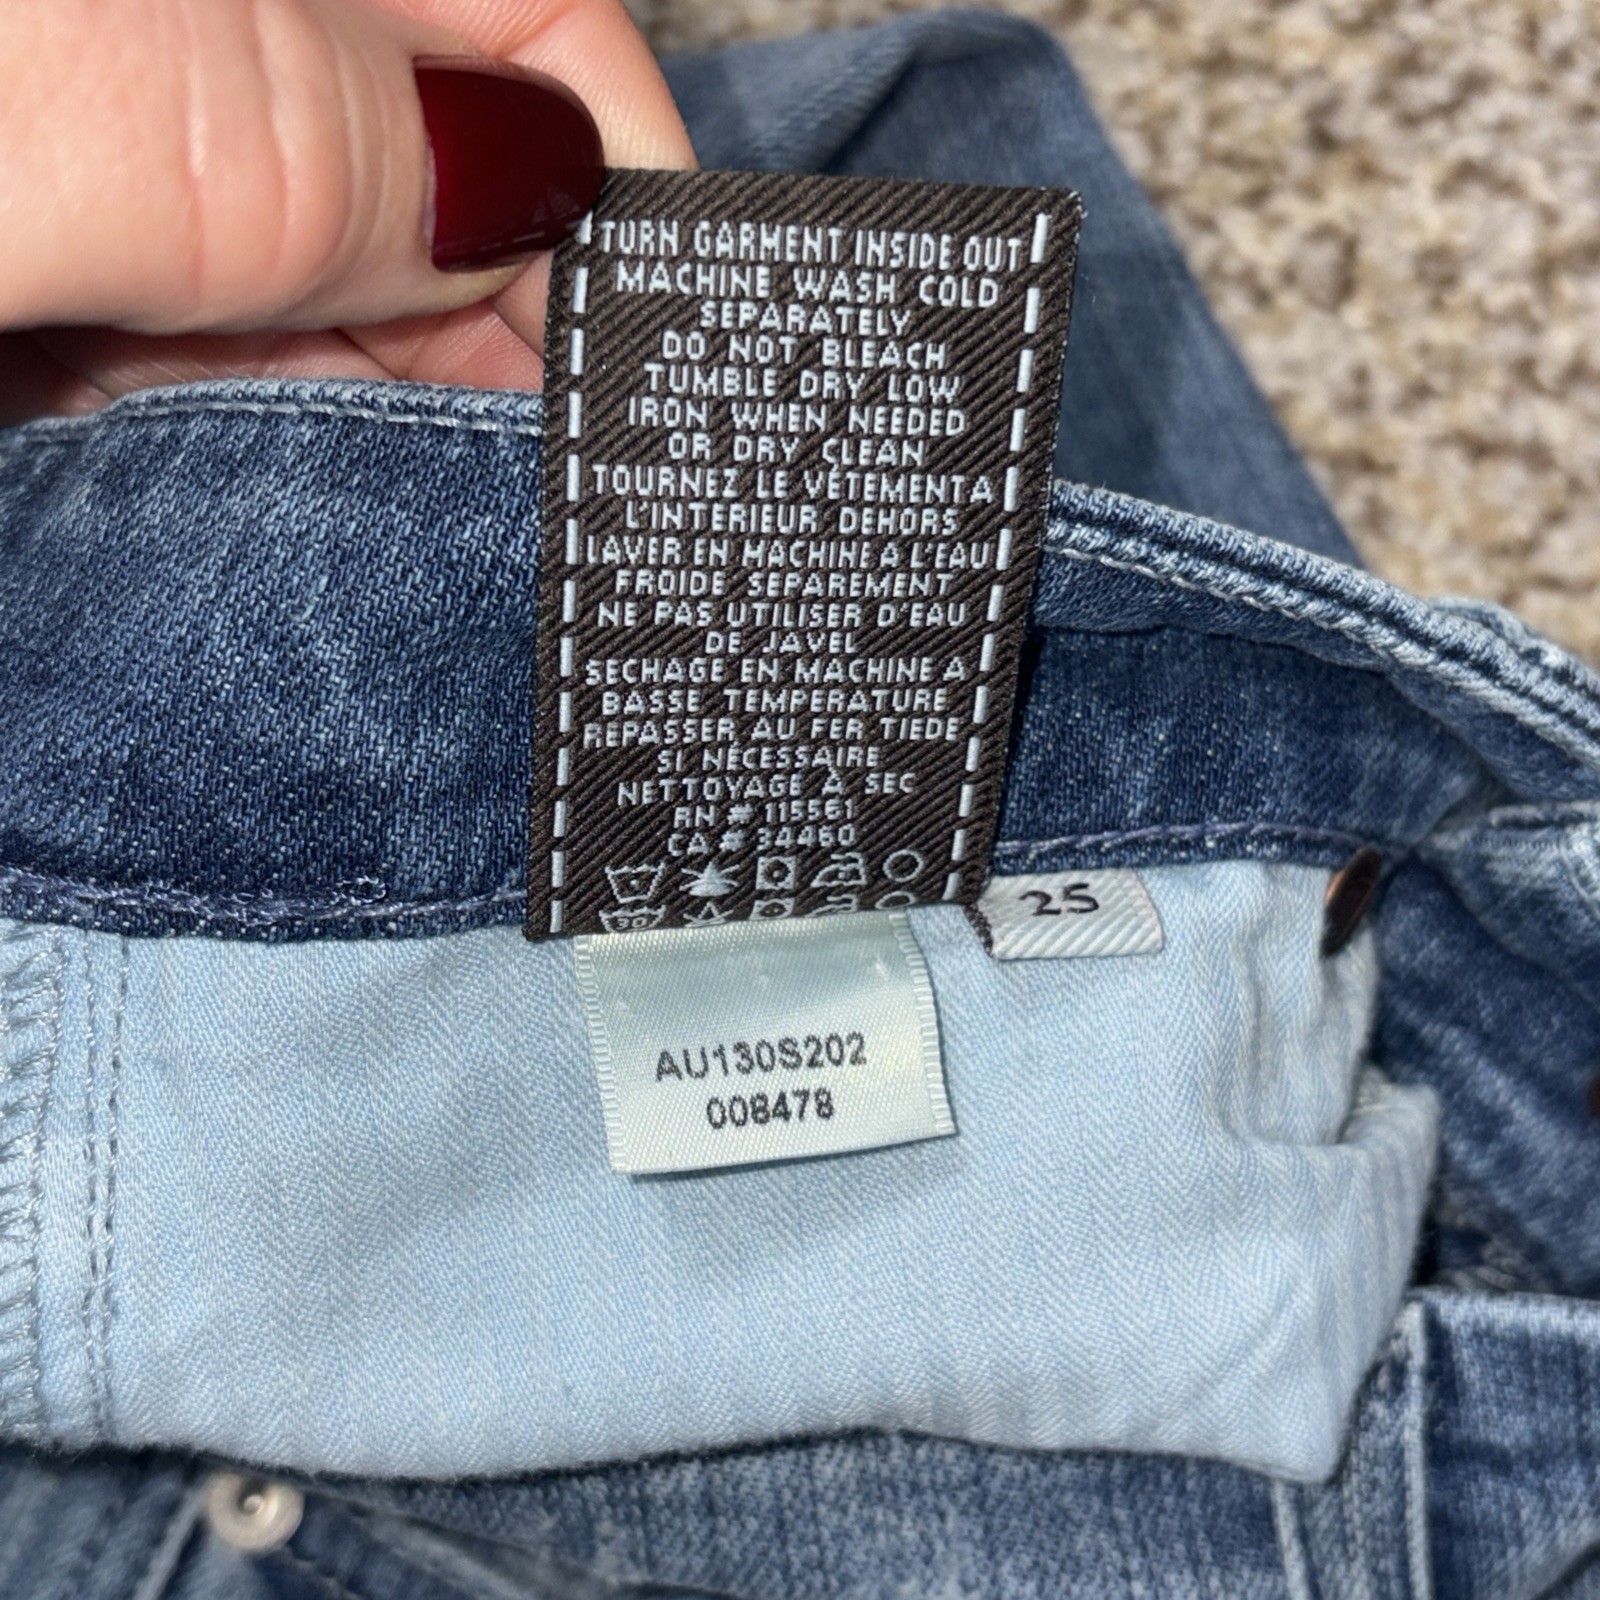 TURN GARMENT INSIDE OUT
MACHINE WASH COLD
SEPARATELY
DO NOT BLEACH
TUMBLE DRY LOW
IRON WHEN NEEDED
OR DRY CLEAN
TOURNEZ LE VÊTEMENT A
L'INTERIEUR DEHORS
LAVER EN MACHINE A L'EAU
FROIDE SEPAREMENT
NE PAS UTILISER D'EAU
DE JAVEL
SECHAGE EN MACHINE A
BASSE TEMPERATURE
REPASSER AU FER TIEDE
SI NÉCESSAIRE
NETTOYAGE À SEC
RN # 115561
CA # 34460
30
25
AU130S202
008478